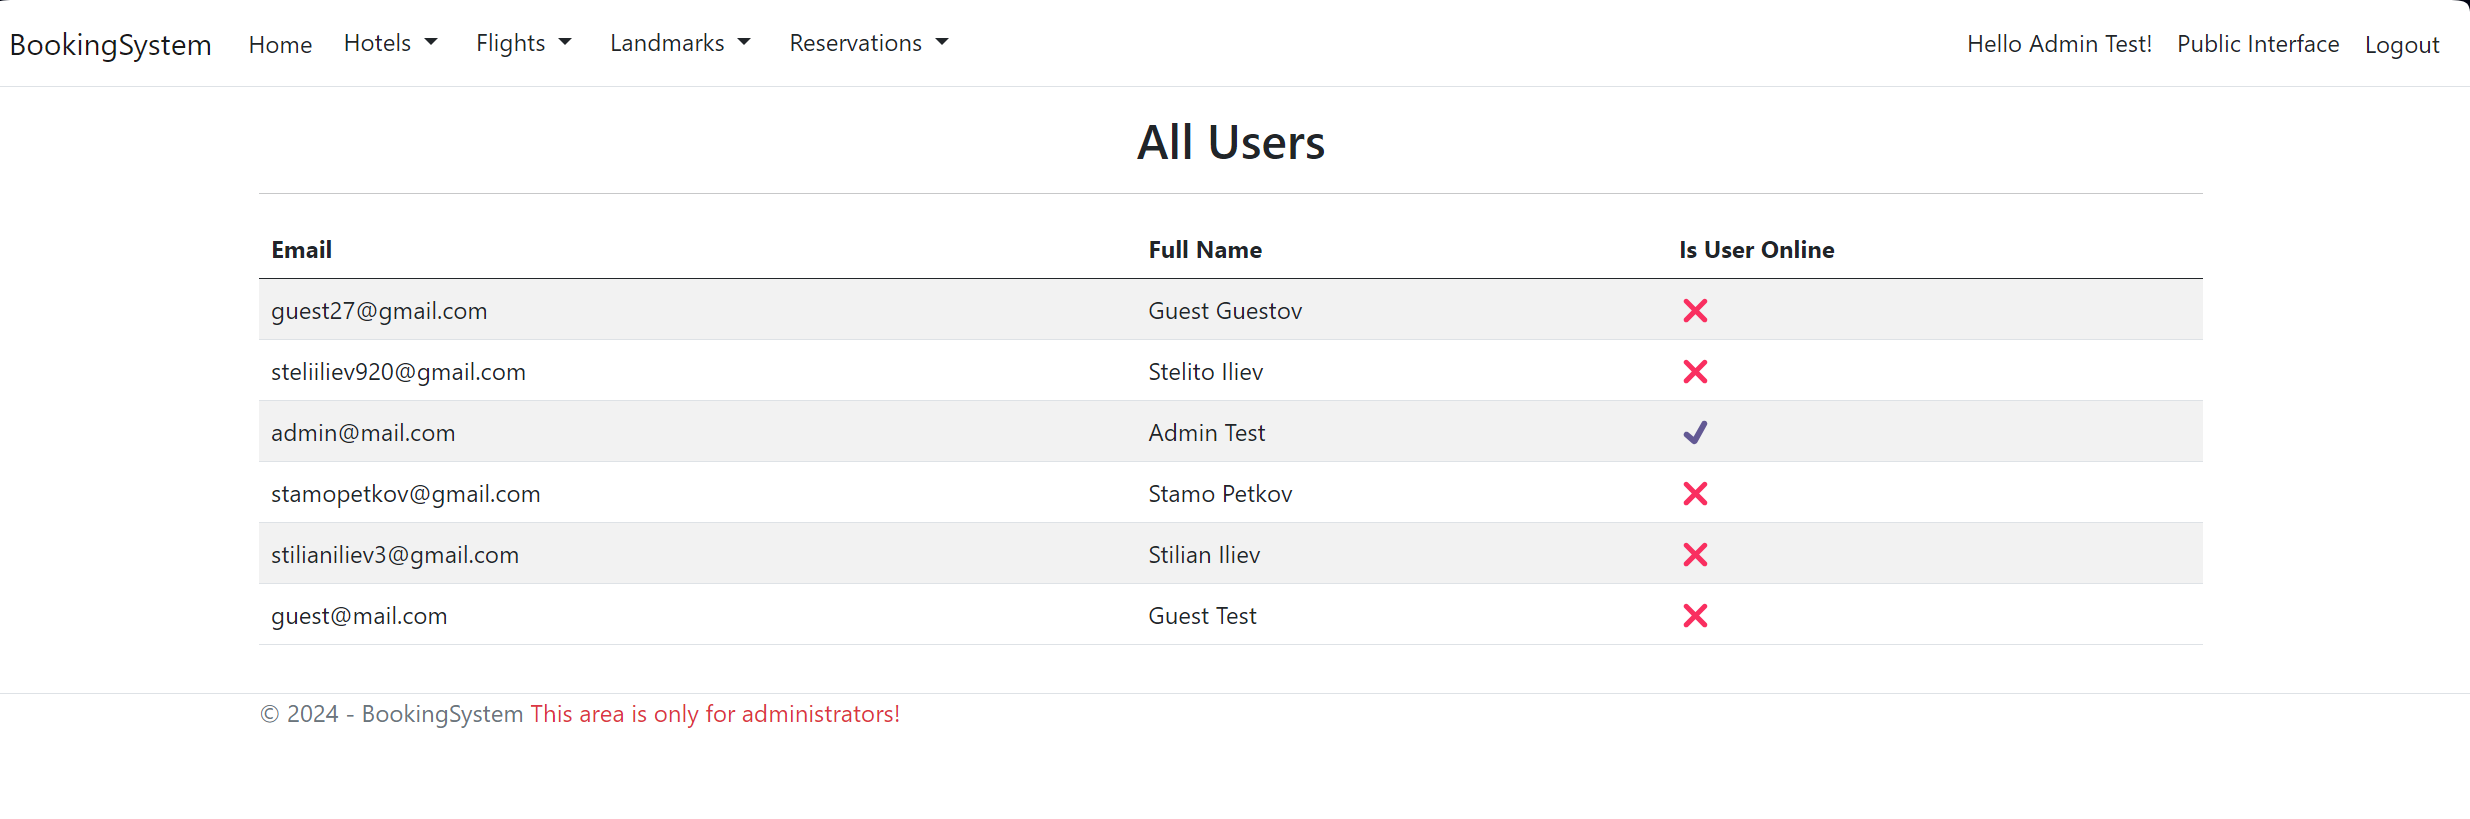 BookingSystem Home Hotels Flights Landmarks Reservations Hello Admin Test! Public Interface Logout
All Users
Email Full Name Is User Online
guest27@gmail.com Guest Guestov
steliiliev920@gmail.com Stelito Iliev
admin@mail.com Admin Test
stamopetkov@gmail.com Stamo Petkov
stilianiliev3@gmail.com Stilian Iliev
guest@mail.com Guest Test
© 2024 - BookingSystem This area is only for administrators!